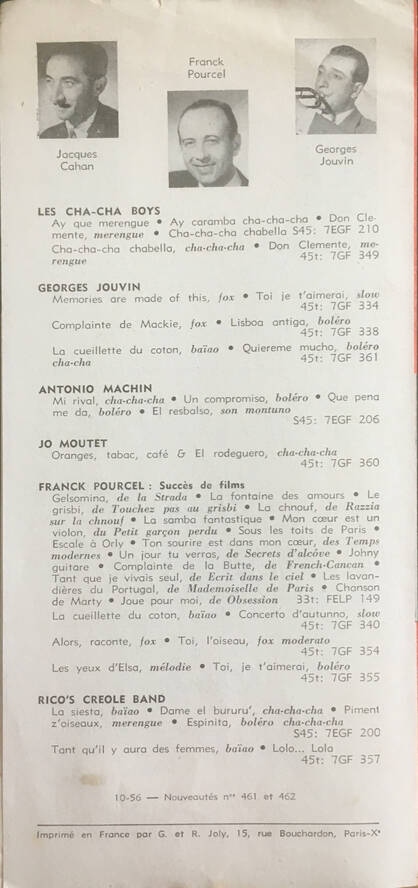 Franck
Pourcel
Jacques
Cahan
Georges
Jouvin
LES CHA-CHA BOYS
Ay que merengue • Ay caramba cha-cha-cha • Don Cle-
mente, merengue • Cha-cha-cha chabella S45: 7EGF 210
Cha-cha-cha chabella, cha-cha-cha • Don Clemente, me-
rengue 45t: 7GF 349
GEORGES JOUVIN
Memories are made of this, fox • Toi je t'aimerai, slow
45t: 7GF 334
Complainte de Mackie, fox • Lisboa antiga, boléro
45t: 7GF 338
La cueillette du coton, baïao • Quiereme mucho, boléro
cha-cha 45t: 7GF 361
ANTONIO MACHIN
Mi rival, cha-cha-cha • Un compromiso, boléro • Que pena
me da, boléro • El resbalso, son montuno
S45: 7EGF 206
JO MOUTET
Oranges, tabac, café & El rodeguero, cha-cha-cha
45t: 7GF 360
FRANCK POURCEL : Succès de films
Gelsomina, de la Strada • La fontaine des amours • Le
grisbi, de Touchez pas au grisbi • La chnouf, de Razzia
sur la chnouf • La samba fantastique • Mon cœur est un
violon, du Petit garçon perdu • Sous les toits de Paris •
Escale à Orly • Ton sourire est dans mon cœur, des Temps
modernes • Un jour tu verras, de Secrets d'alcôve • Johny
guitare • Complainte de la Butte, de French-Cancan •
Tant que je vivais seul, de Ecrit dans le ciel • Les lavan-
dières du Portugal, de Mademoiselle de Paris • Chanson
de Marty • Joue pour moi, de Obsession 33t: FELP 149
La cueillette du coton, baïao • Concerto d'autunno, slow
45t: 7GF 340
Alors, raconte, fox • Toi, l'oiseau, fox moderato
45t: 7GF 354
Les yeux d'Elsa, mélodie • Toi, je t'aimerai, boléro
45t: 7GF 355
RICO'S CREOLE BAND
La siesta, baïao • Dame el bururu', cha-cha-cha • Piment
z'oiseaux, merengue • Espinita, boléro cha-cha-cha
S45: 7EGF 200
Tant qu'il y aura des femmes, baïao • Lolo... Lola
45t: 7GF 357
10-56 — Nouveautés nos 461 et 462
Imprimé en France par G. et R. Joly, 15, rue Bouchardon, Paris-Xe